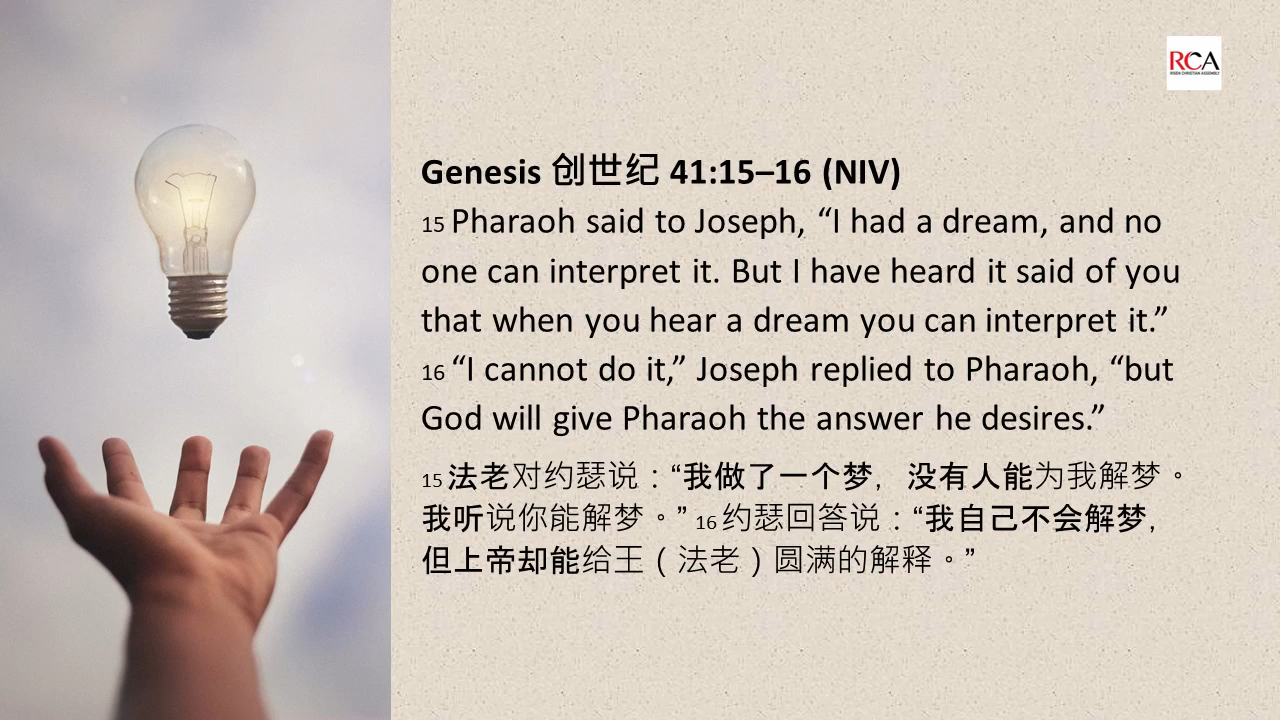 RCA
RISEN CHRISTIAN ASSEMBLY
Genesis 创世纪 41:15–16 (NIV)
15 Pharaoh said to Joseph, “I had a dream, and no
one can interpret it. But I have heard it said of you
that when you hear a dream you can interpret it.”
16 “I cannot do it,” Joseph replied to Pharaoh, “but
God will give Pharaoh the answer he desires.”
15 法老对约瑟说：“我做了一个梦， 没有人能为我解梦。
我听说你能解梦。” 16 约瑟回答说：“我自己不会解梦，
但上帝却能给王（法老）圆满的解释。”